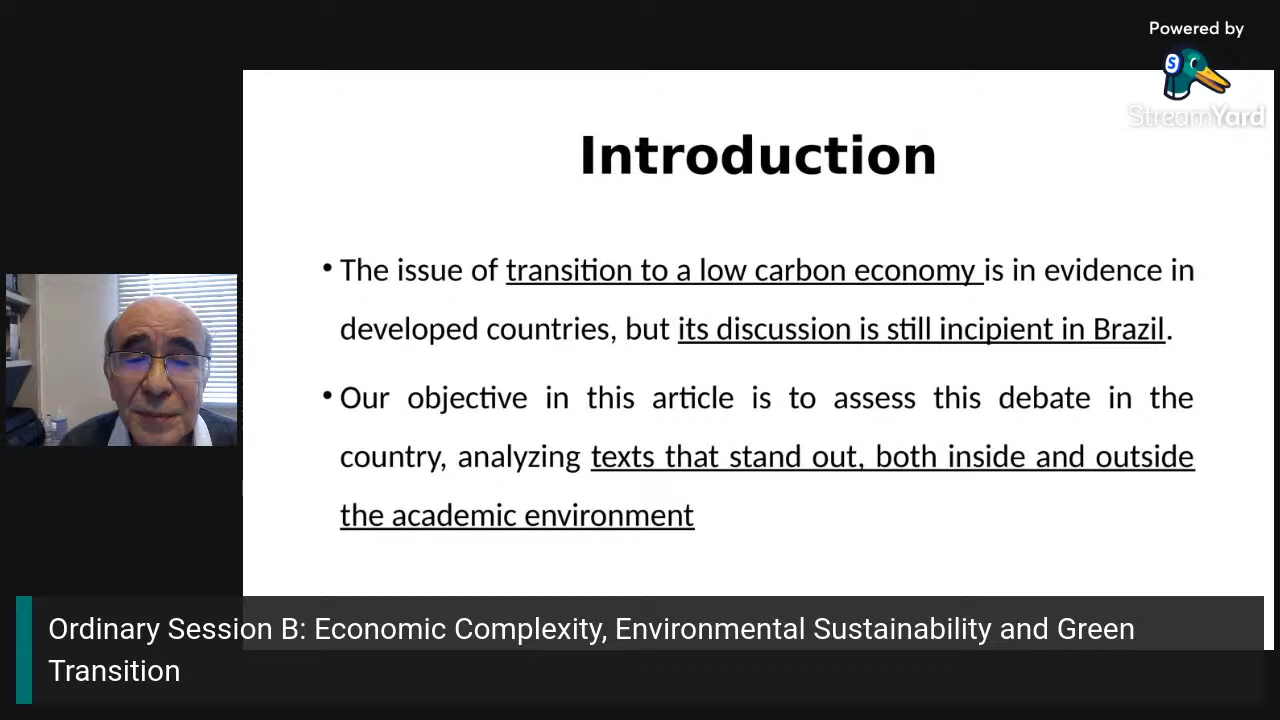 Powered by
S
StreamYard
Introduction
• The issue of transition to a low carbon economy is in evidence in
developed countries, but its discussion is still incipient in Brazil.
• Our objective in this article is to assess this debate in the
country, analyzing texts that stand out, both inside and outside
the academic environment
Ordinary Session B: Economic Complexity, Environmental Sustainability and Green
Transition